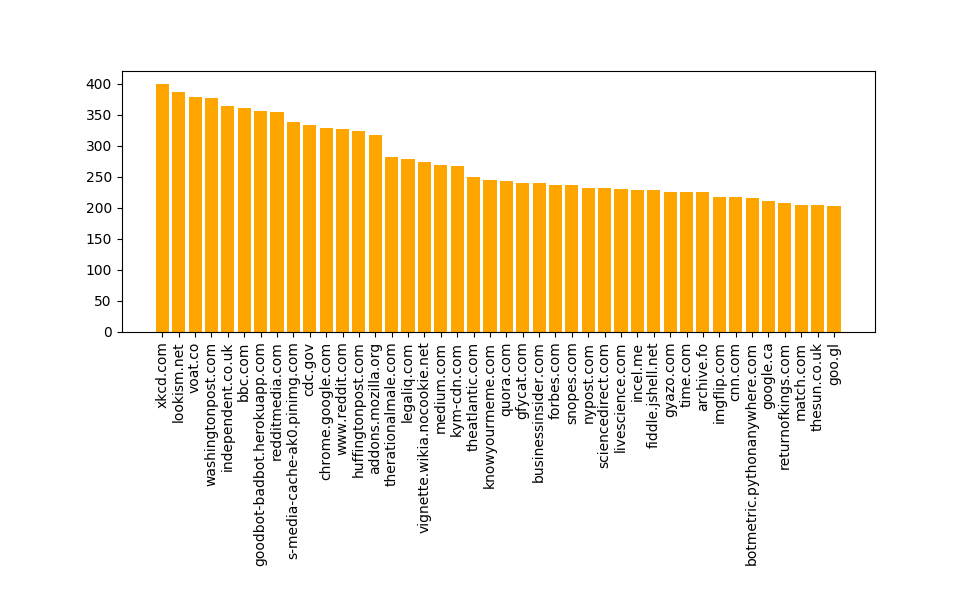 400
350
300
250
200
150
100
50
0
xkcd.com
lookism.net
voat.co
washingtonpost.com
independent.co.uk
bbc.com
goodbot-badbot.herokuapp.com
redditmedia.com
s-media-cache-ak0.pinimg.com
cdc.gov
chrome.google.com
www.reddit.com
huffingtonpost.com
addons.mozilla.org
therationalmale.com
legaliq.com
vignette.wikia.nocookie.net
medium.com
kym-cdn.com
theatlantic.com
knowyourmeme.com
quora.com
gfycat.com
businessinsider.com
forbes.com
snopes.com
nypost.com
sciencedirect.com
livescience.com
incel.me
fiddle.jshell.net
gyazo.com
time.com
archive.fo
imgflip.com
cnn.com
botmetric.pythonanywhere.com
google.ca
returnofkings.com
match.com
thesun.co.uk
goo.gl